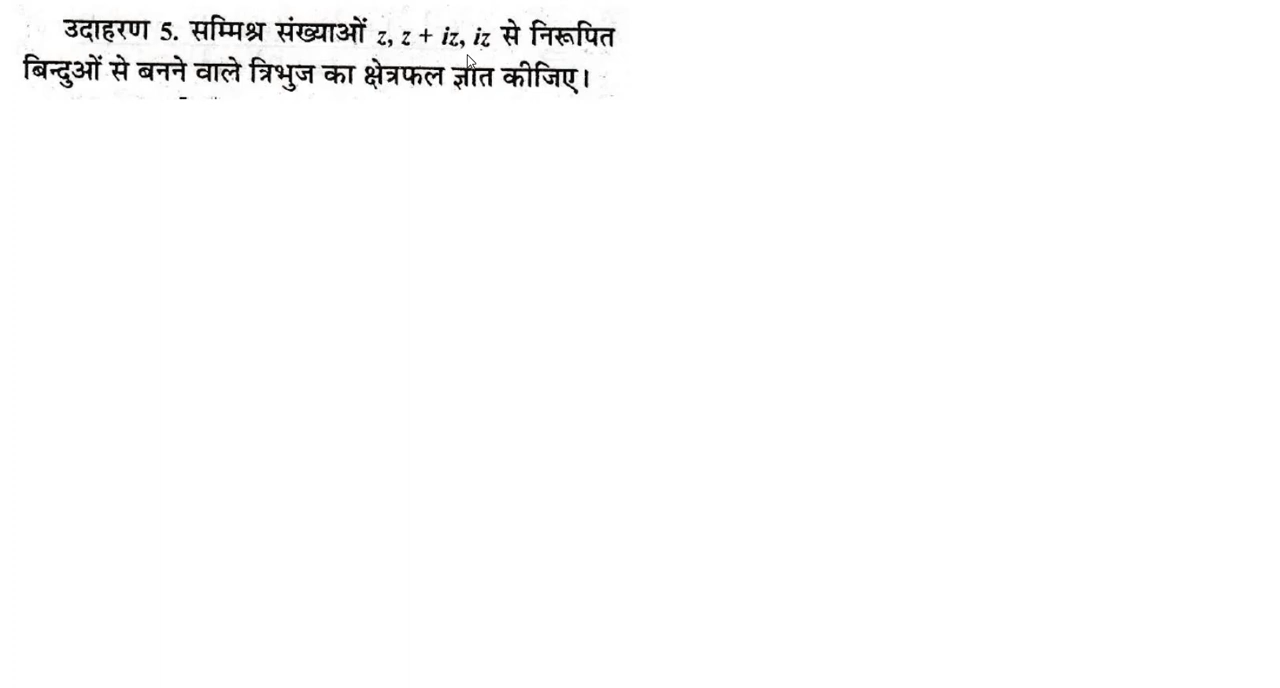 उदाहरण 5. सम्मिश्र संख्याओं z, z + iz, iz से निरूपित
बिन्दुओं से बनने वाले त्रिभुज का क्षेत्रफल ज्ञात कीजिए।